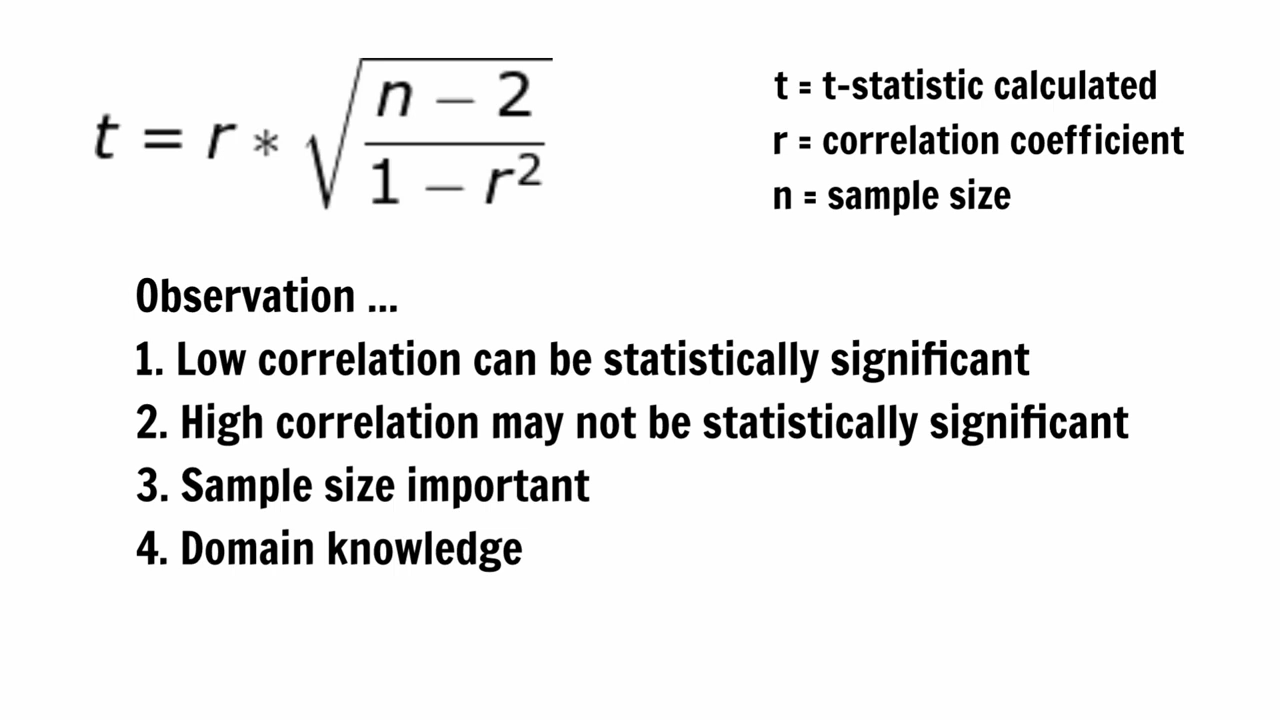 t = r * √((n − 2)/(1 − r²))
t = t-statistic calculated
r = correlation coefficient
n = sample size
Observation ...
1. Low correlation can be statistically significant
2. High correlation may not be statistically significant
3. Sample size important
4. Domain knowledge